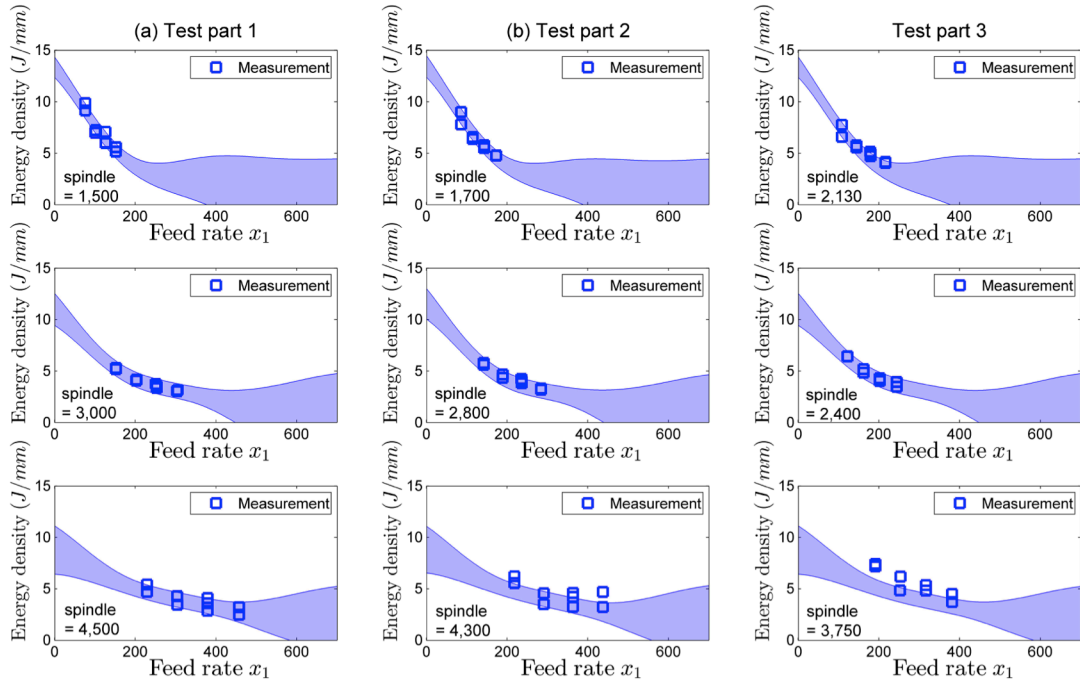 (a) Test part 1
(b) Test part 2
Test part 3
Energy density (J/mm)
15
10
5
0
Measurement
spindle
= 1,500
0 200 400 600
Feed rate x₁
Energy density (J/mm)
15
10
5
0
Measurement
spindle
= 1,700
0 200 400 600
Feed rate x₁
Energy density (J/mm)
15
10
5
0
Measurement
spindle
= 2,130
0 200 400 600
Feed rate x₁
Energy density (J/mm)
15
10
5
0
Measurement
spindle
= 3,000
0 200 400 600
Feed rate x₁
Energy density (J/mm)
15
10
5
0
Measurement
spindle
= 2,800
0 200 400 600
Feed rate x₁
Energy density (J/mm)
15
10
5
0
Measurement
spindle
= 2,400
0 200 400 600
Feed rate x₁
Energy density (J/mm)
15
10
5
0
Measurement
spindle
= 4,500
0 200 400 600
Feed rate x₁
Energy density (J/mm)
15
10
5
0
Measurement
spindle
= 4,300
0 200 400 600
Feed rate x₁
Energy density (J/mm)
15
10
5
0
Measurement
spindle
= 3,750
0 200 400 600
Feed rate x₁